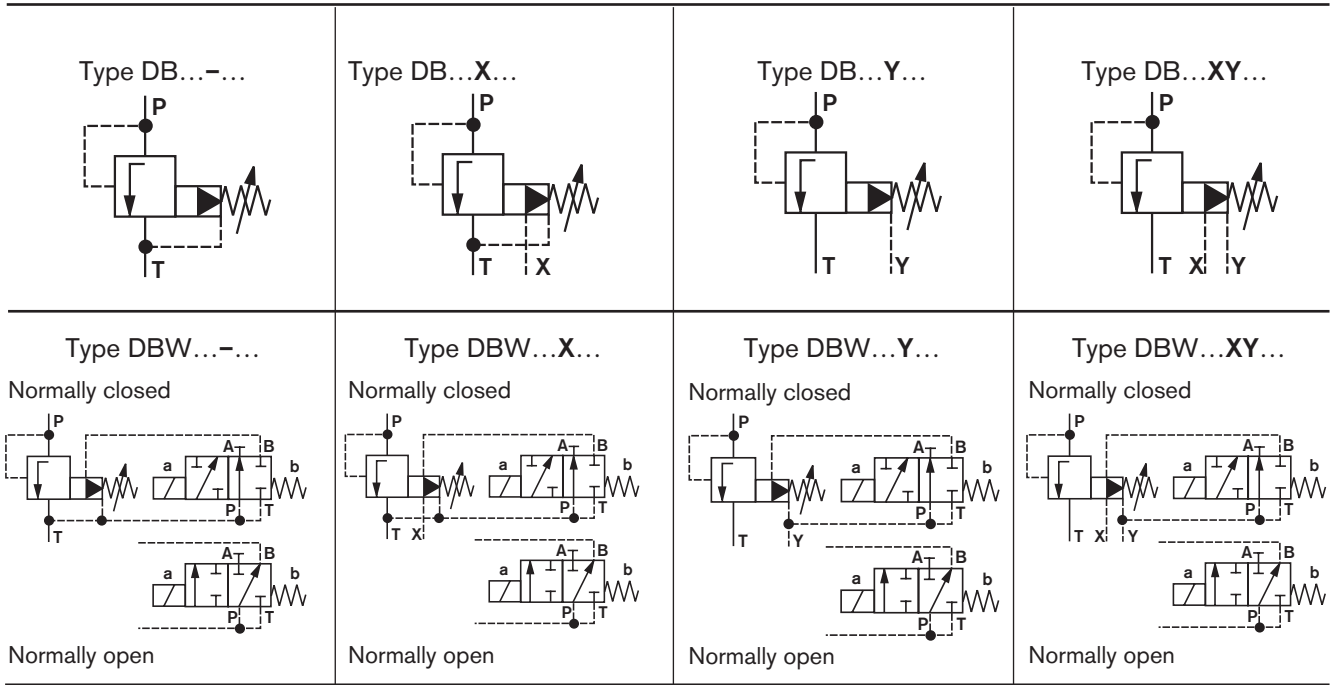 Type DB…–…
P
T
Type DB…X…
P
T X
Type DB…Y…
P
T Y
Type DB…XY…
P
T X Y
Type DBW…–…
Normally closed
P
A B
a b
P T
T
A B
a b
P T
Normally open
Type DBW…X…
Normally closed
P
A B
a b
P T
T X
A B
a b
P T
Normally open
Type DBW…Y…
Normally closed
P
A B
a b
P T
T Y
A B
a b
P T
Normally open
Type DBW…XY…
Normally closed
P
A B
a b
P T
T X Y
A B
a b
P T
Normally open